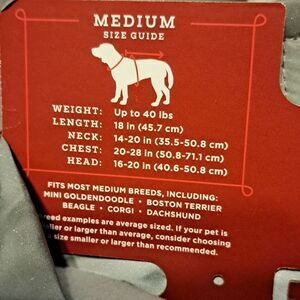 MEDIUM
SIZE GUIDE
WEIGHT: Up to 40 lbs
LENGTH: 18 in (45.7 cm)
NECK: 14-20 in (35.5-50.8 cm)
CHEST: 20-28 in (50.8-71.1 cm)
HEAD: 16-20 in (40.6-50.8 cm)
FITS MOST MEDIUM BREEDS, INCLUDING:
MINI GOLDENDOODLE • BOSTON TERRIER
BEAGLE • CORGI • DACHSHUND
reed examples are average sized. If your pet is
ller or larger than average, consider choosing
size smaller or larger than recommended.